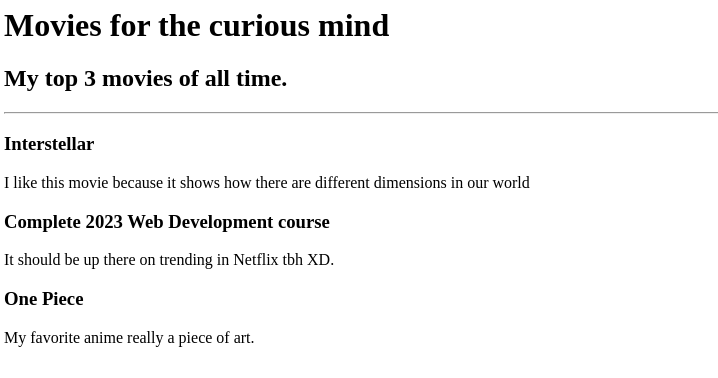 Movies for the curious mind
My top 3 movies of all time.
Interstellar
I like this movie because it shows how there are different dimensions in our world
Complete 2023 Web Development course
It should be up there on trending in Netflix tbh XD.
One Piece
My favorite anime really a piece of art.